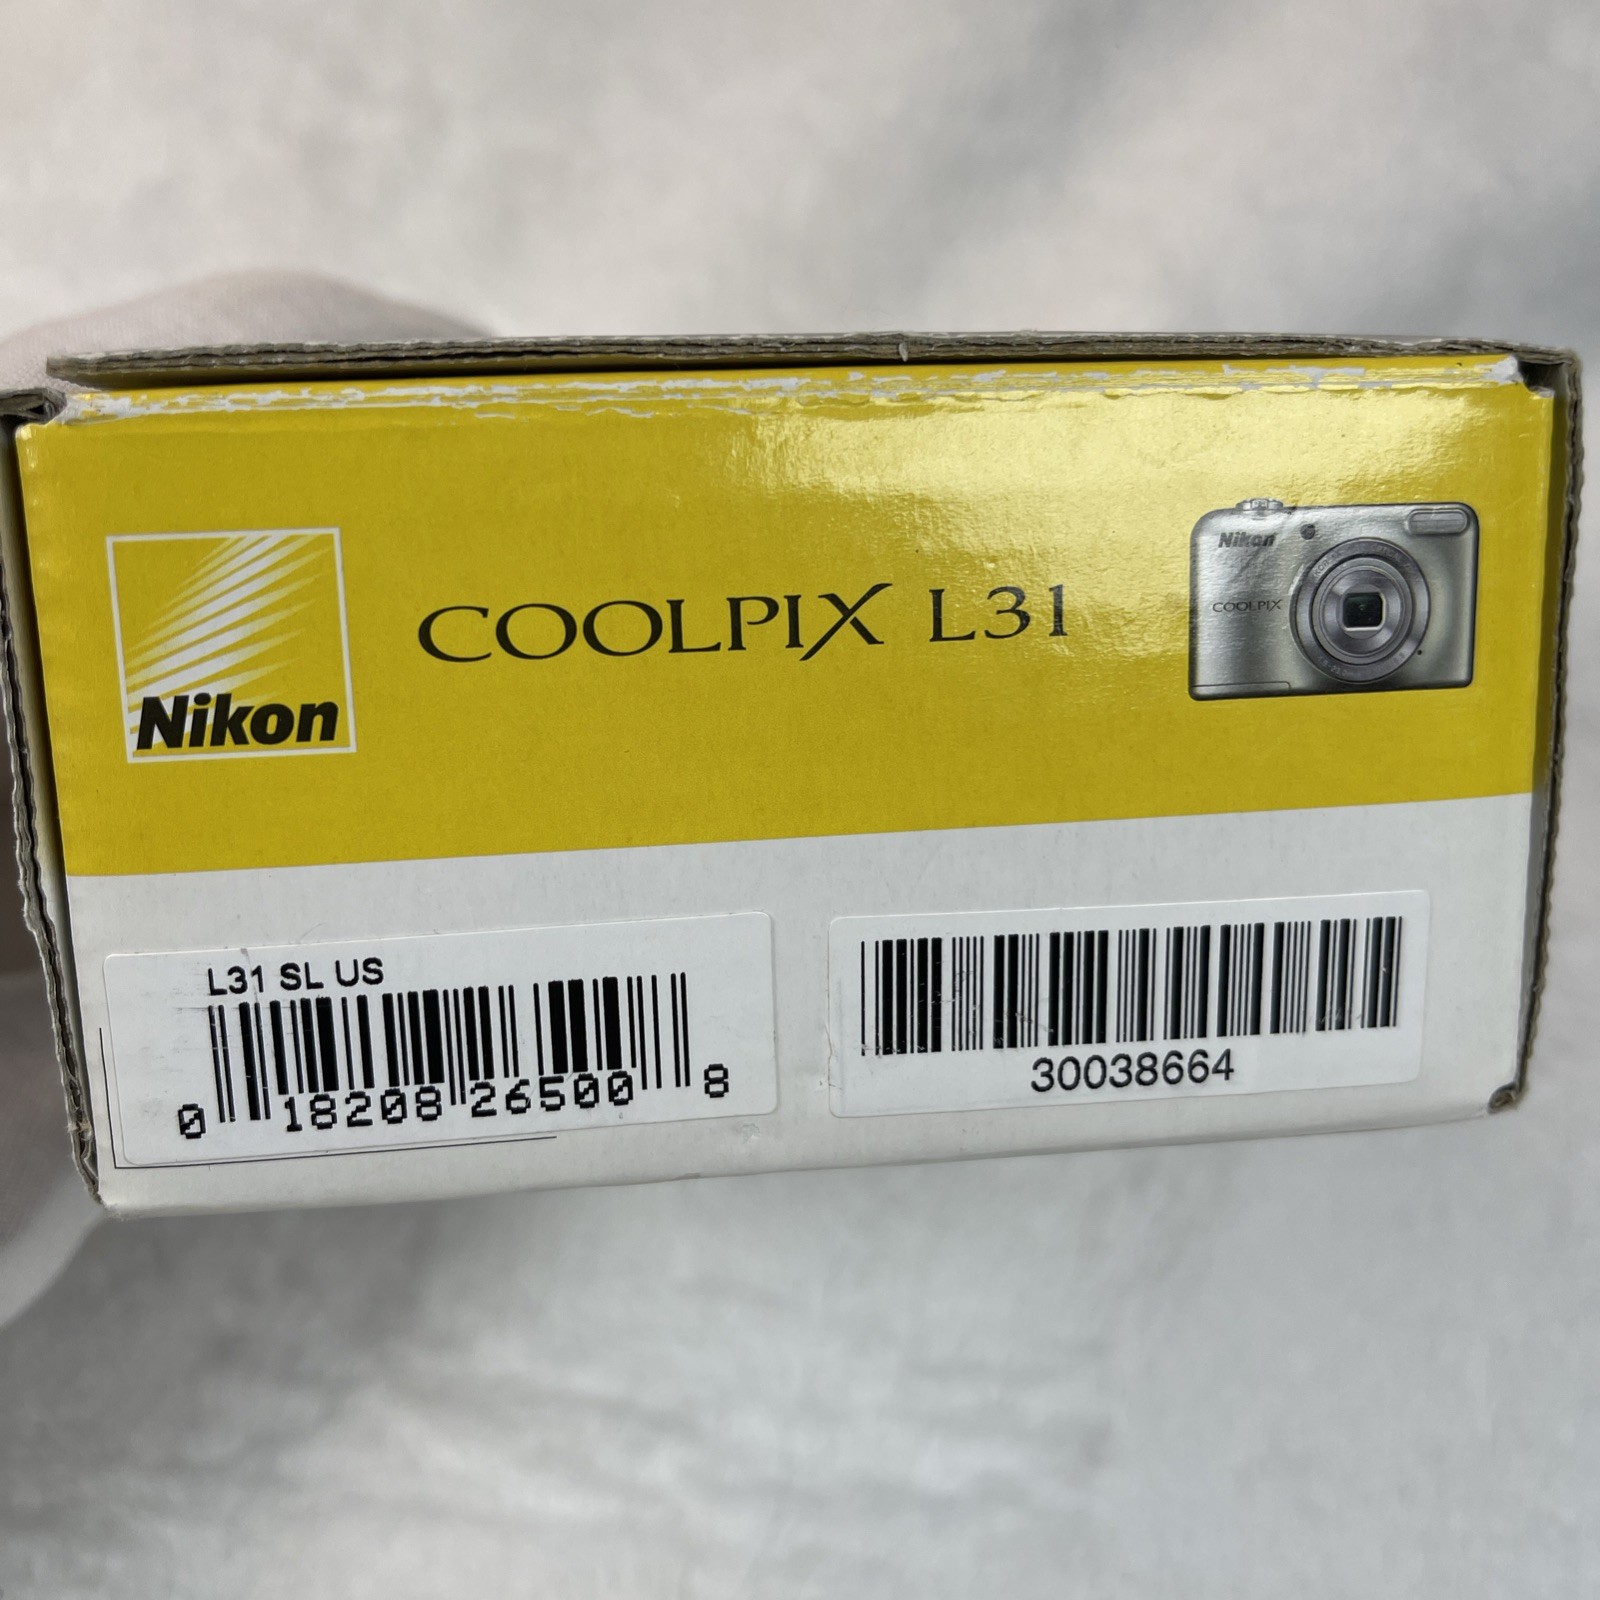 Nikon
COOLPIX L31
Nikon
COOLPIX
L31 SL US
0 18208 26500 8
30038664